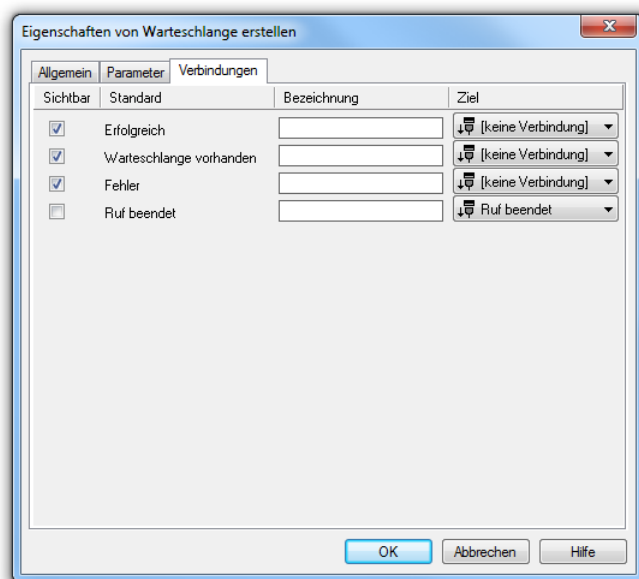 Eigenschaften von Warteschlange erstellen
Allgemein Parameter Verbindungen
Sichtbar Standard Bezeichnung Ziel
Erfolgreich [keine Verbindung]
Warteschlange vorhanden [keine Verbindung]
Fehler [keine Verbindung]
Ruf beendet Ruf beendet
OK Abbrechen Hilfe